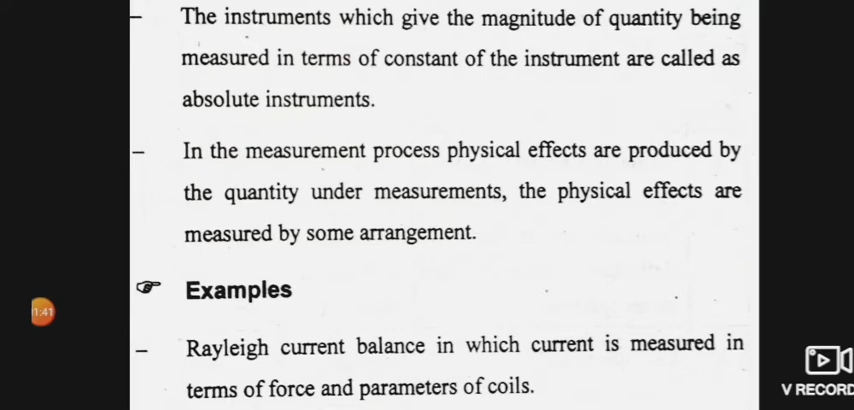 – The instruments which give the magnitude of quantity being
measured in terms of constant of the instrument are called as
absolute instruments.
– In the measurement process physical effects are produced by
the quantity under measurements, the physical effects are
measured by some arrangement.
☞ Examples
1:41
– Rayleigh current balance in which current is measured in
terms of force and parameters of coils.
V RECORD